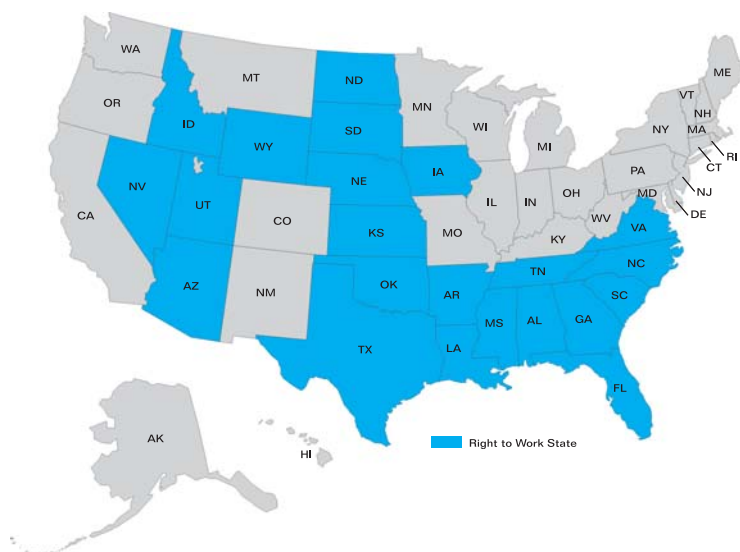 WA
MT
ND
MN
ME
VT
NH
OR
ID
SD
WI
NY
MA
MI
RI
WY
CT
IA
PA
NJ
NV
NE
OH
MD
IL
IN
DE
UT
CO
WV
CA
VA
KS
MO
KY
NC
TN
AZ
OK
NM
AR
SC
MS
AL
GA
TX
LA
FL
AK
Right to Work State
HI